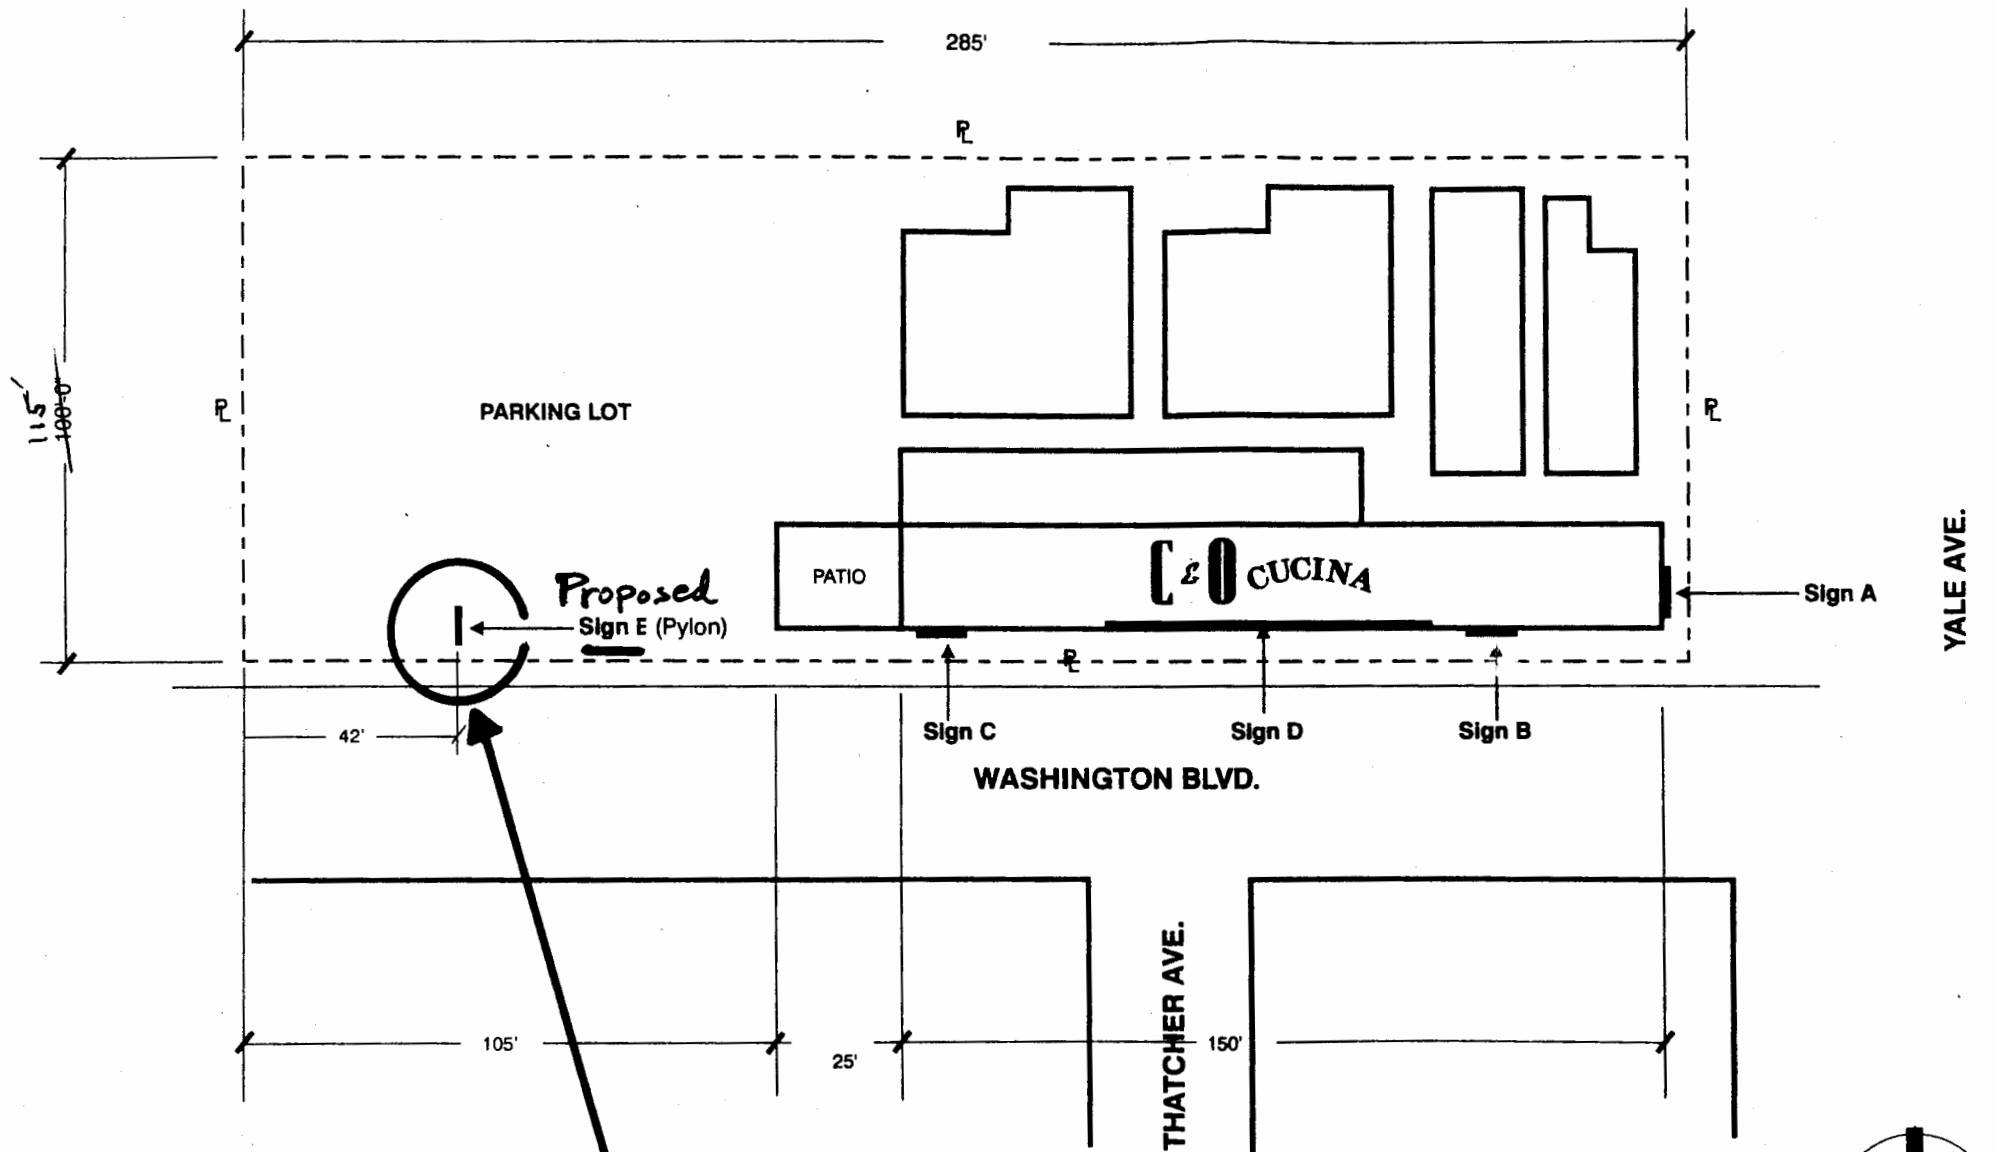 285'
PL
115'
100'-0"
PL
PARKING LOT
PL
YALE AVE.
PATIO
C & O CUCINA
Sign A
Proposed
Sign E (Pylon)
PL
42'
Sign C
Sign D
Sign B
WASHINGTON BLVD.
THATCHER AVE.
105'
25'
150'